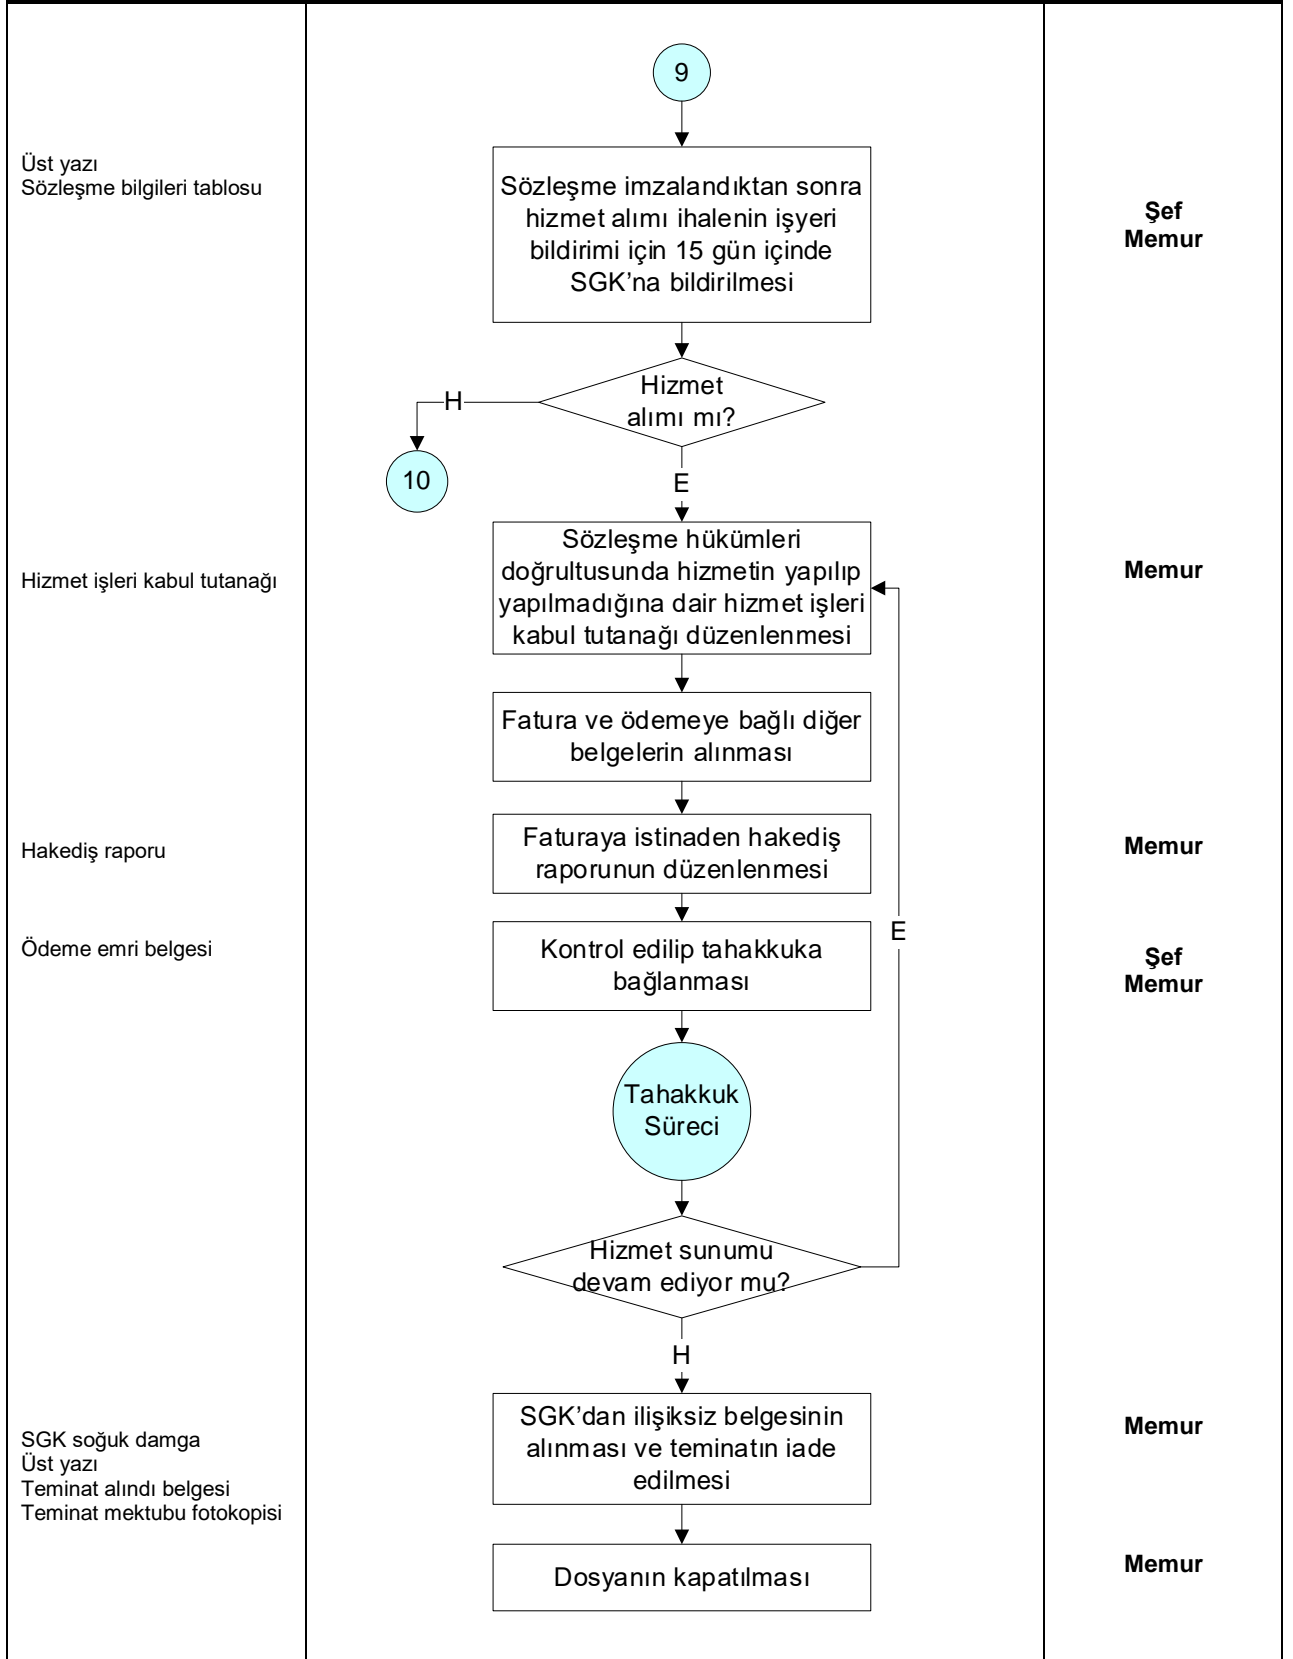 9
Üst yazı
Sözleşme bilgileri tablosu
Sözleşme imzalandıktan sonra
hizmet alımı ihalenin işyeri
bildirimi için 15 gün içinde
SGK’na bildirilmesi
Şef
Memur
Hizmet
alımı mı?
H
10
E
Hizmet işleri kabul tutanağı
Sözleşme hükümleri
doğrultusunda hizmetin yapılıp
yapılmadığına dair hizmet işleri
kabul tutanağı düzenlenmesi
Memur
Fatura ve ödemeye bağlı diğer
belgelerin alınması
Hakediş raporu
Faturaya istinaden hakediş
raporunun düzenlenmesi
Memur
Ödeme emri belgesi
Kontrol edilip tahakkuka
bağlanması
E
Şef
Memur
Tahakkuk
Süreci
Hizmet sunumu
devam ediyor mu?
H
SGK soğuk damga
Üst yazı
Teminat alındı belgesi
Teminat mektubu fotokopisi
SGK’dan ilişiksiz belgesinin
alınması ve teminatın iade
edilmesi
Memur
Dosyanın kapatılması
Memur